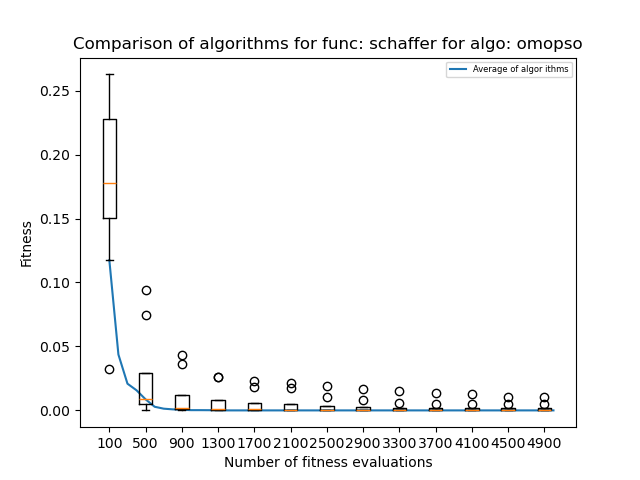 Comparison of algorithms for func: schaffer for algo: omopso
Average of algor ithms
0.25
0.20
0.15
0.10
0.05
0.00
Fitness
100 500 900 1300 1700 2100 2500 2900 3300 3700 4100 4500 4900
Number of fitness evaluations